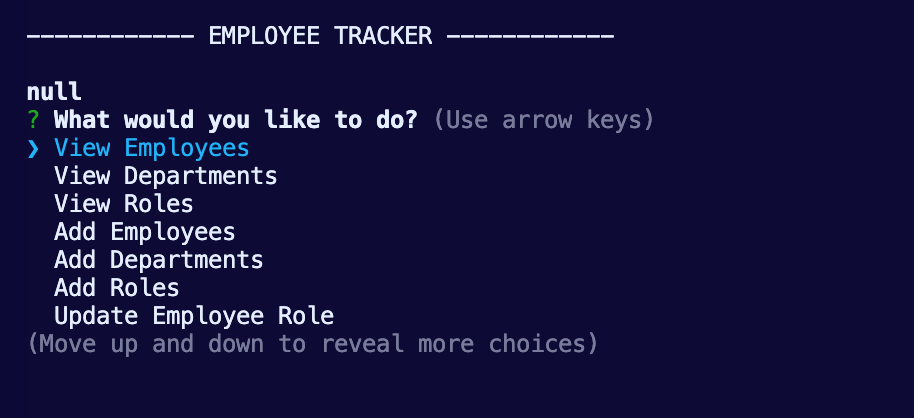 ------------ EMPLOYEE TRACKER ------------
null
? What would you like to do? (Use arrow keys)
❯ View Employees
View Departments
View Roles
Add Employees
Add Departments
Add Roles
Update Employee Role
(Move up and down to reveal more choices)